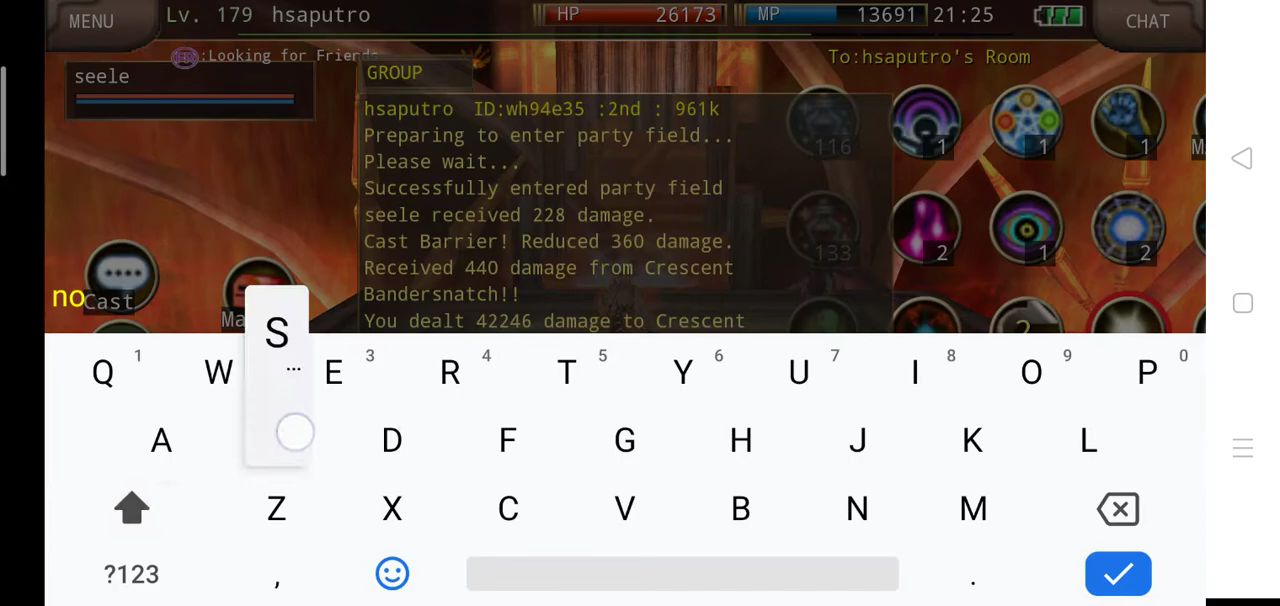 MENU
Lv. 179 hsaputro
HP 26173
MP 13691
21:25
CHAT
:Looking for Friends
seele
GROUP
To:hsaputro's Room
hsaputro ID:wh94e35 :2nd : 961k
Preparing to enter party field...
Please wait...
Successfully entered party field
seele received 228 damage.
Cast Barrier! Reduced 360 damage.
Received 440 damage from Crescent
Bandersnatch!!
You dealt 42246 damage to Crescent
116 1 1 1 M
133 2 1 2
2
no
Cast
Ma
S
...
Q 1 W E 3 R 4 T 5 Y 6 U 7 I 8 O 9 P 0
A D F G H J K L
Z X C V B N M
?123 , .